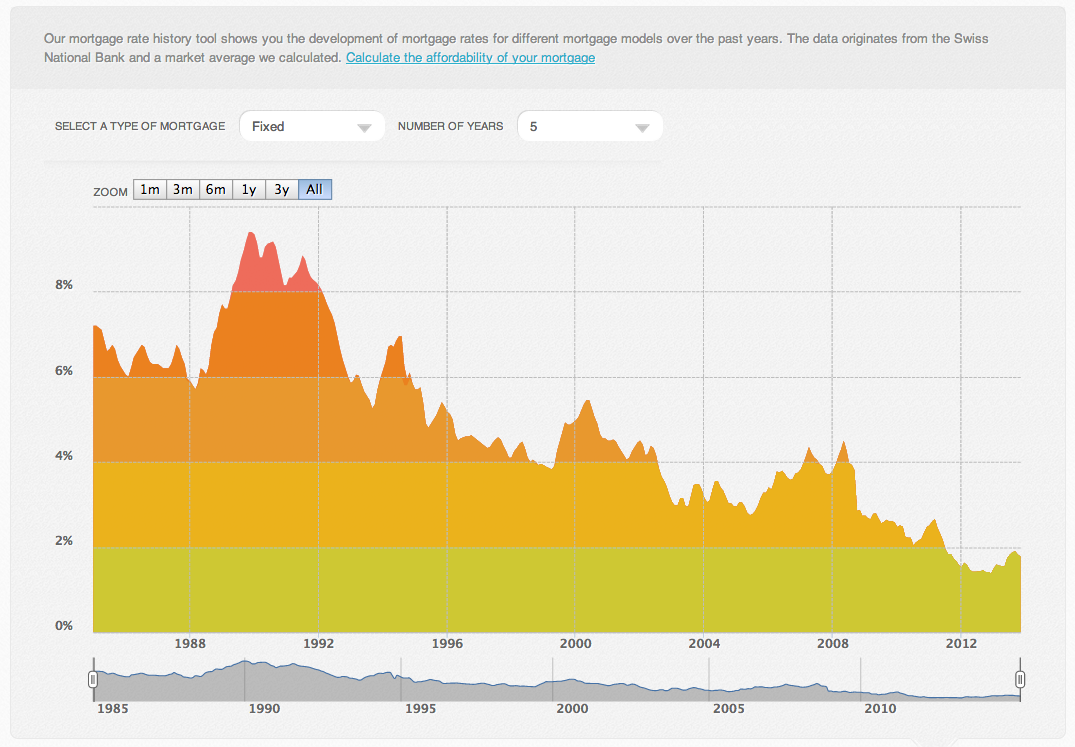 Our mortgage rate history tool shows you the development of mortgage rates for different mortgage models over the past years. The data originates from the Swiss
National Bank and a market average we calculated. Calculate the affordability of your mortgage
SELECT A TYPE OF MORTGAGE Fixed NUMBER OF YEARS 5
ZOOM 1m 3m 6m 1y 3y All
8%
6%
4%
2%
0%
1988 1992 1996 2000 2004 2008 2012
1985 1990 1995 2000 2005 2010